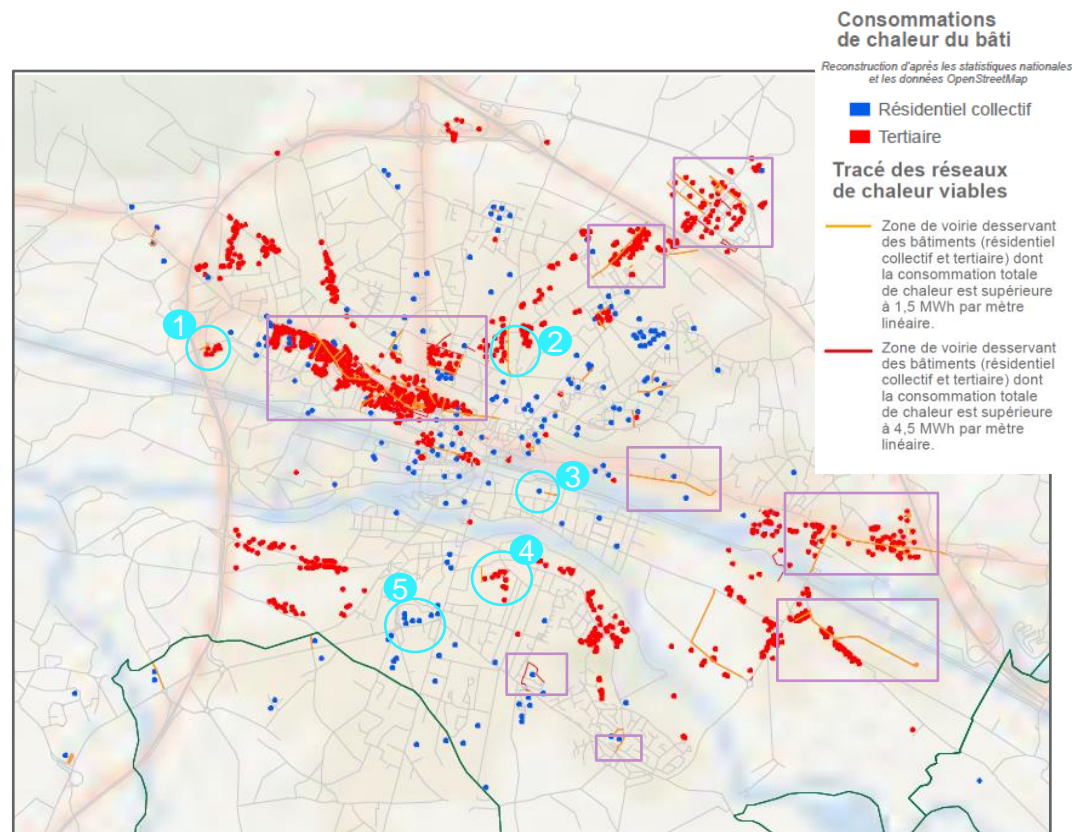 Consommations
de chaleur du bâti
Reconstruction d'après les statistiques nationales
et les données OpenStreetMap
Résidentiel collectif
Tertiaire
Tracé des réseaux
de chaleur viables
Zone de voirie desservant
des bâtiments (résidentiel
collectif et tertiaire) dont
la consommation totale
de chaleur est supérieure
à 1,5 MWh par mètre
linéaire.
Zone de voirie desservant
des bâtiments (résidentiel
collectif et tertiaire) dont
la consommation totale
de chaleur est supérieure
à 4,5 MWh par mètre
linéaire.
1
2
3
4
5